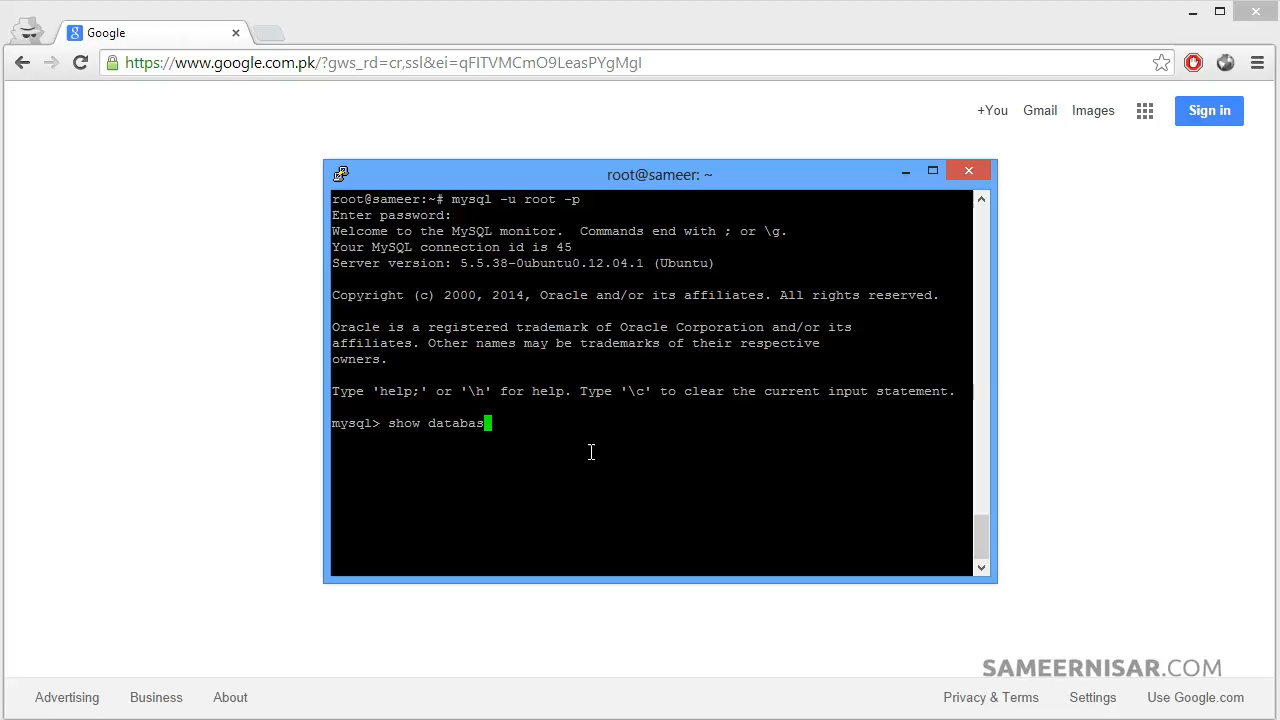 Google
https://www.google.com.pk/?gws_rd=cr,ssl&ei=qFITVMCmO9LeasPYgMgI
+You Gmail Images Sign in
root@sameer: ~
root@sameer:~# mysql -u root -p
Enter password:
Welcome to the MySQL monitor.  Commands end with ; or \g.
Your MySQL connection id is 45
Server version: 5.5.38-0ubuntu0.12.04.1 (Ubuntu)
Copyright (c) 2000, 2014, Oracle and/or its affiliates. All rights reserved.
Oracle is a registered trademark of Oracle Corporation and/or its
affiliates. Other names may be trademarks of their respective
owners.
Type 'help;' or '\h' for help. Type '\c' to clear the current input statement.
mysql> show databas
SAMEERNISAR.COM
Advertising Business About Privacy & Terms Settings Use Google.com